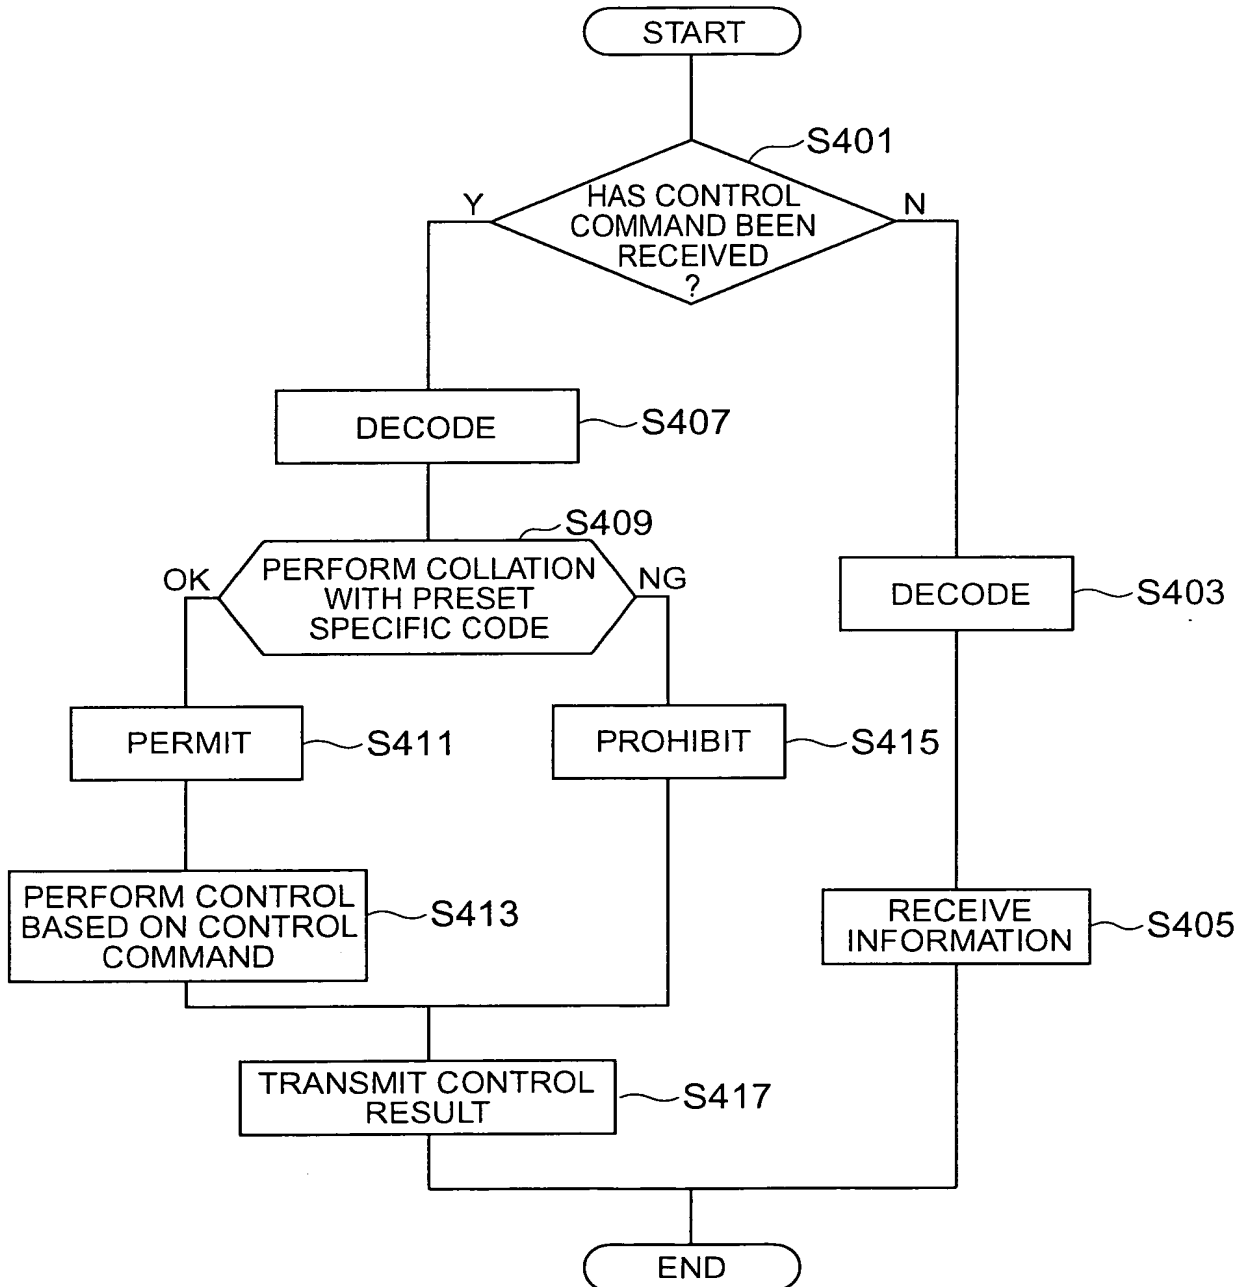 START
S401
HAS CONTROL
COMMAND BEEN
RECEIVED
?
Y
N
DECODE
S407
S409
PERFORM COLLATION
WITH PRESET
SPECIFIC CODE
OK
NG
DECODE
S403
PERMIT
S411
PROHIBIT
S415
PERFORM CONTROL
BASED ON CONTROL
COMMAND
S413
RECEIVE
INFORMATION
S405
TRANSMIT CONTROL
RESULT
S417
END